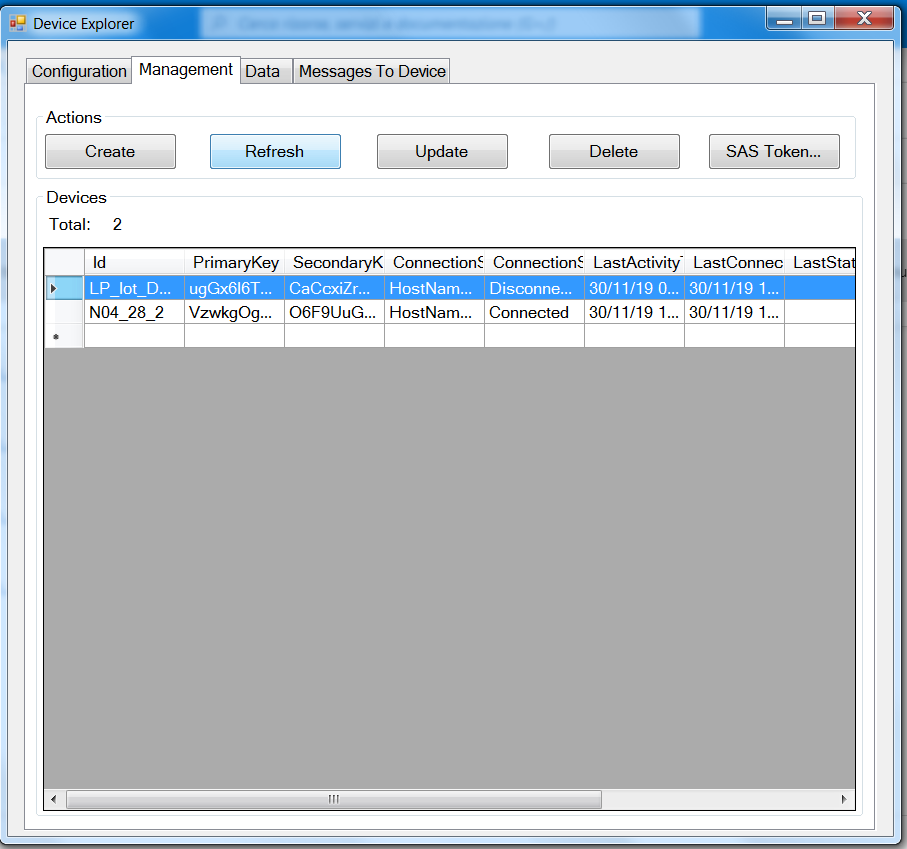 Device Explorer
Configuration Management Data Messages To Device
Actions
Create Refresh Update Delete SAS Token...
Devices
Total: 2
Id PrimaryKey SecondaryK ConnectionS ConnectionS LastActivityT LastConnec LastStat
LP_Iot_D... ugGx6I6T... CaCcxiZr... HostNam... Disconne... 30/11/19 0... 30/11/19 1...
N04_28_2 VzwkgOg... O6F9UuG... HostNam... Connected 30/11/19 1... 30/11/19 1...